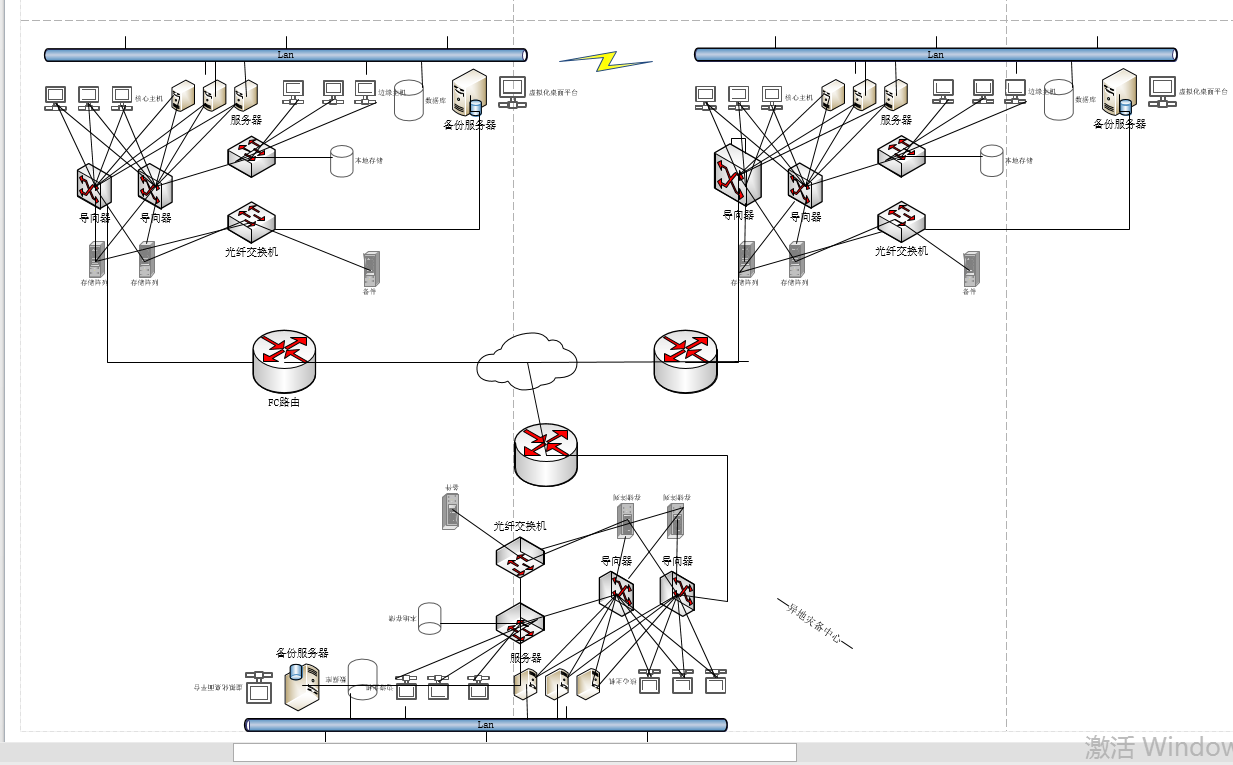 Lan
Lan
核心主机
边缘主机
数据库
虚拟化桌面平台
核心主机
边缘主机
数据库
虚拟化桌面平台
服务器
备份服务器
服务器
备份服务器
本地存储
本地存储
导向器
导向器
导向器
导向器
光纤交换机
光纤交换机
存储阵列
存储阵列
备件
存储阵列
存储阵列
备件
FC路由
备件
存储阵列
存储阵列
光纤交换机
导向器
导向器
本地存储
异地灾备中心
备份服务器
服务器
虚拟化桌面平台
数据库
边缘主机
核心主机
Lan
激活 Window